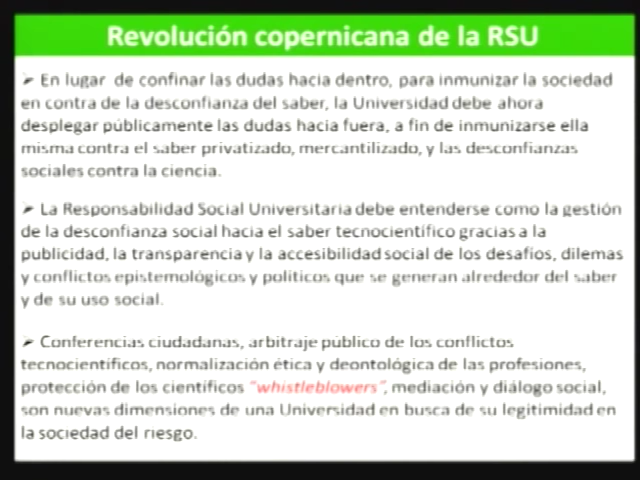 Revolución copernicana de la RSU
➢ En lugar de confinar las dudas hacia dentro, para inmunizar la sociedad
en contra de la desconfianza del saber, la Universidad debe ahora
desplegar públicamente las dudas hacia fuera, a fin de inmunizarse ella
misma contra el saber privatizado, mercantilizado, y las desconfianzas
sociales contra la ciencia.
➢ La Responsabilidad Social Universitaria debe entenderse como la gestión
de la desconfianza social hacia el saber tecnocientífico gracias a la
publicidad, la transparencia y la accesibilidad social de los desafíos, dilemas
y conflictos epistemológicos y políticos que se generan alrededor del saber
y de su uso social.
➢ Conferencias ciudadanas, arbitraje público de los conflictos
tecnocientíficos, normalización ética y deontológica de las profesiones,
protección de los científicos "whistleblowers", mediación y diálogo social,
son nuevas dimensiones de una Universidad en busca de su legitimidad en
la sociedad del riesgo.